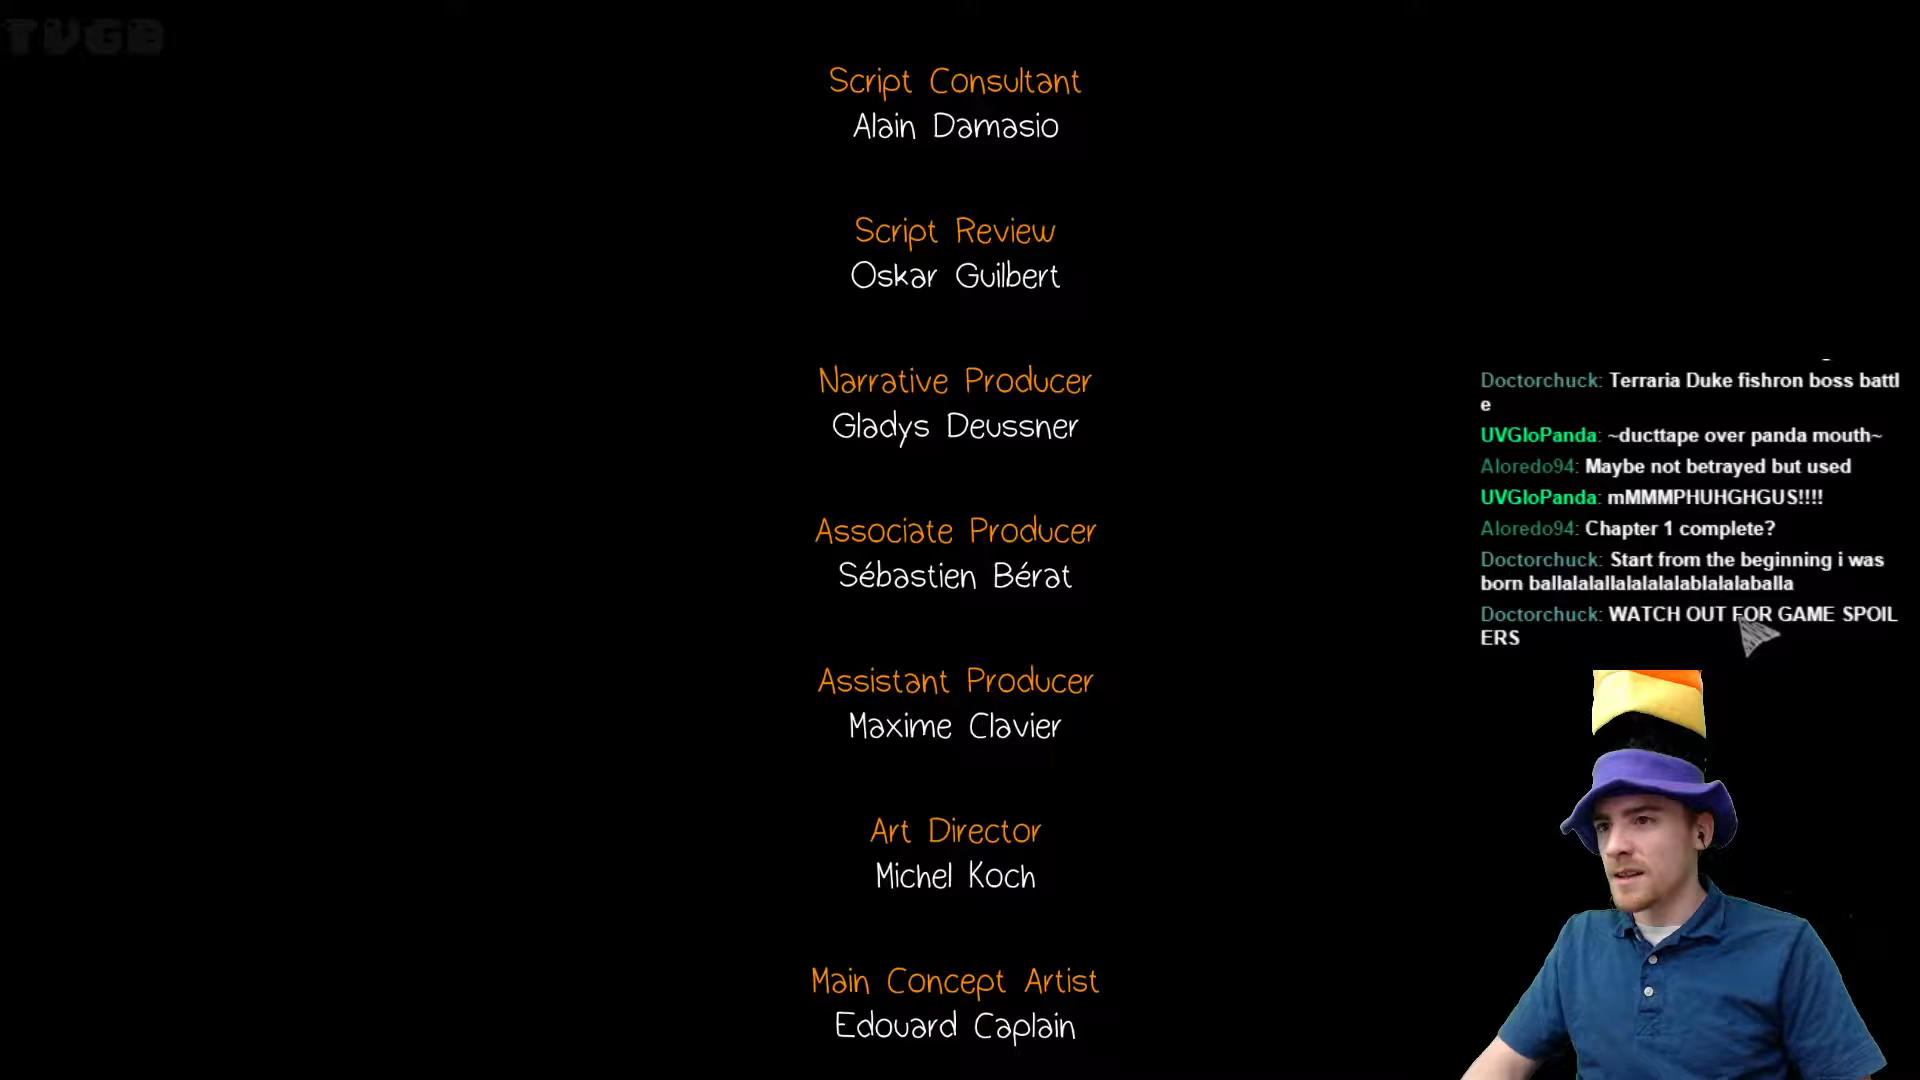 TVGB
Script Consultant
Alain Damasio
Script Review
Oskar Guilbert
Narrative Producer
Gladys Deussner
Associate Producer
Sébastien Bérat
Assistant Producer
Maxime Clavier
Art Director
Michel Koch
Main Concept Artist
Edouard Caplain
Doctorchuck: Terraria Duke fishron boss battl
e
UVGloPanda: ~ducttape over panda mouth~
Aloredo94: Maybe not betrayed but used
UVGloPanda: mMMMPHUHGHGUS!!!!
Aloredo94: Chapter 1 complete?
Doctorchuck: Start from the beginning i was
born ballalalallalalalalablalalaballa
Doctorchuck: WATCH OUT FOR GAME SPOIL
ERS